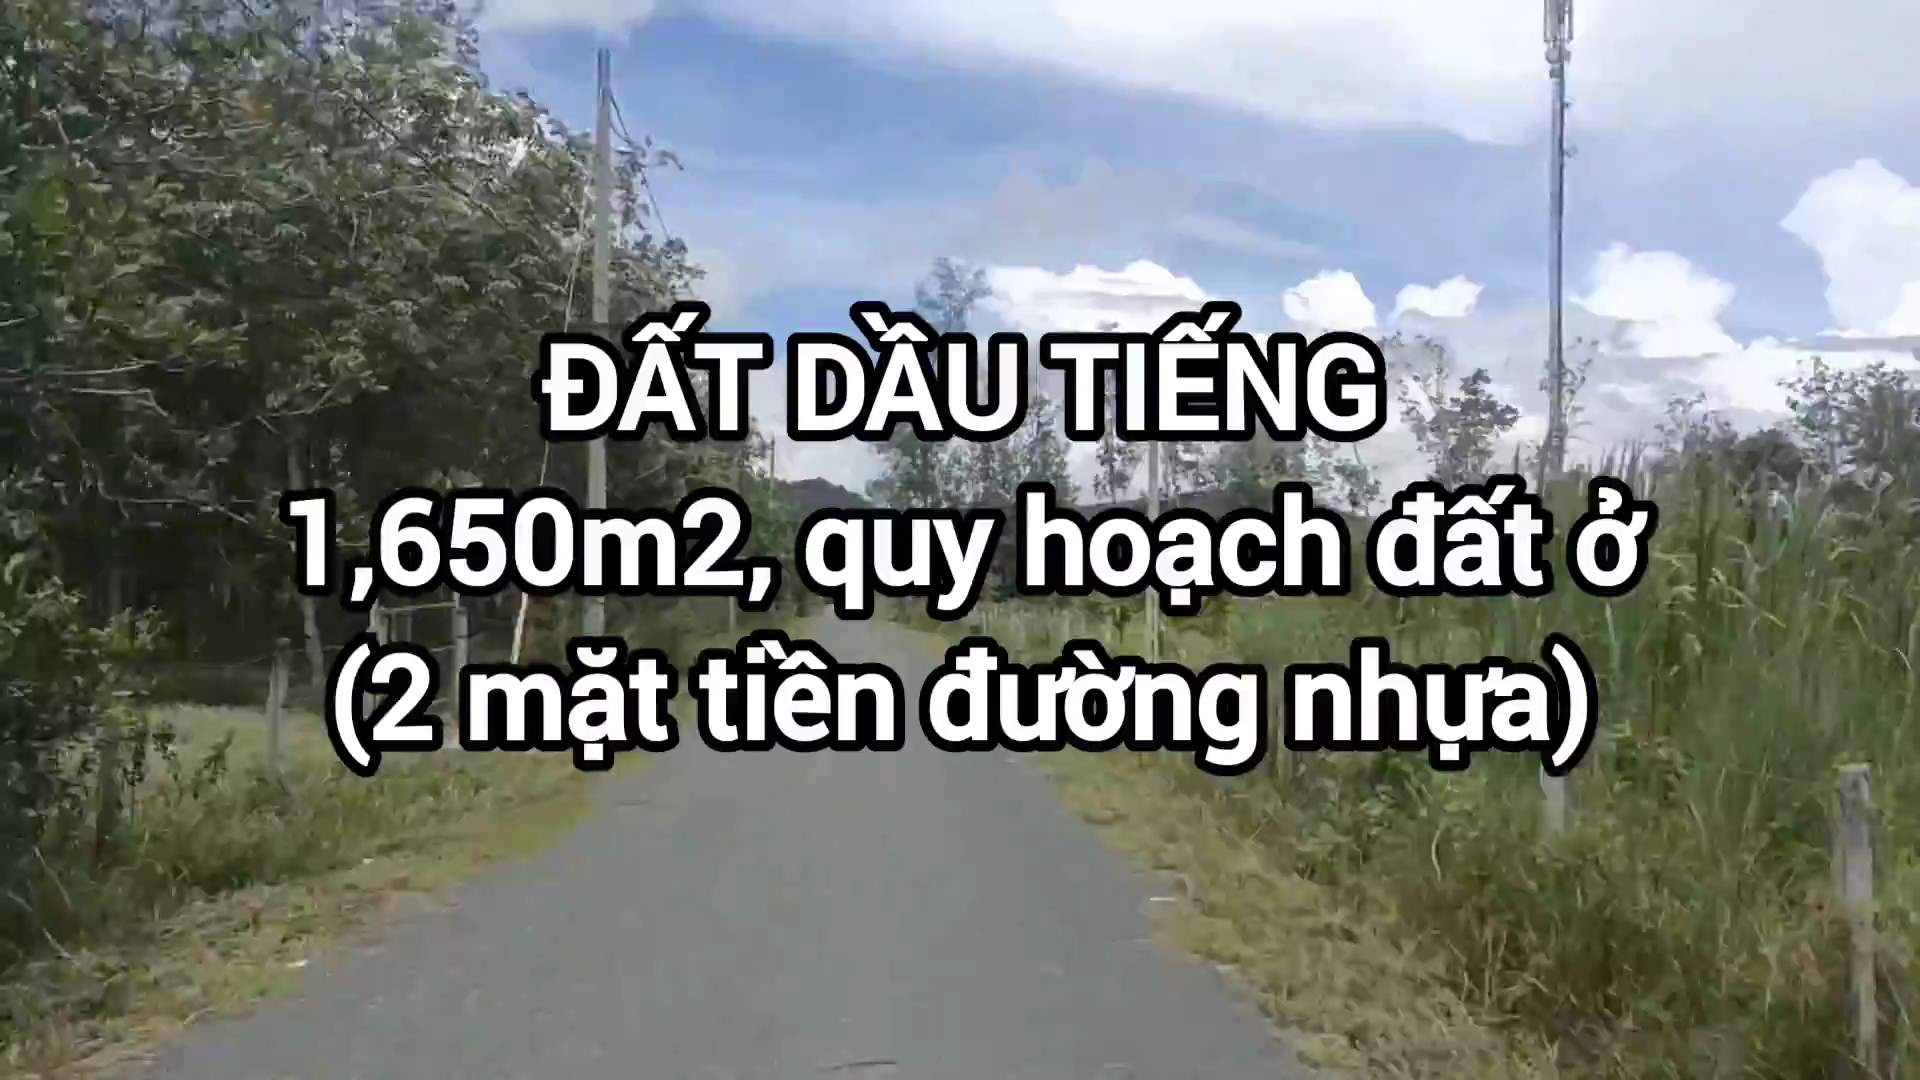 ĐẤT DẦU TIẾNG
1,650m2, quy hoạch đất ở
(2 mặt tiền đường nhựa)